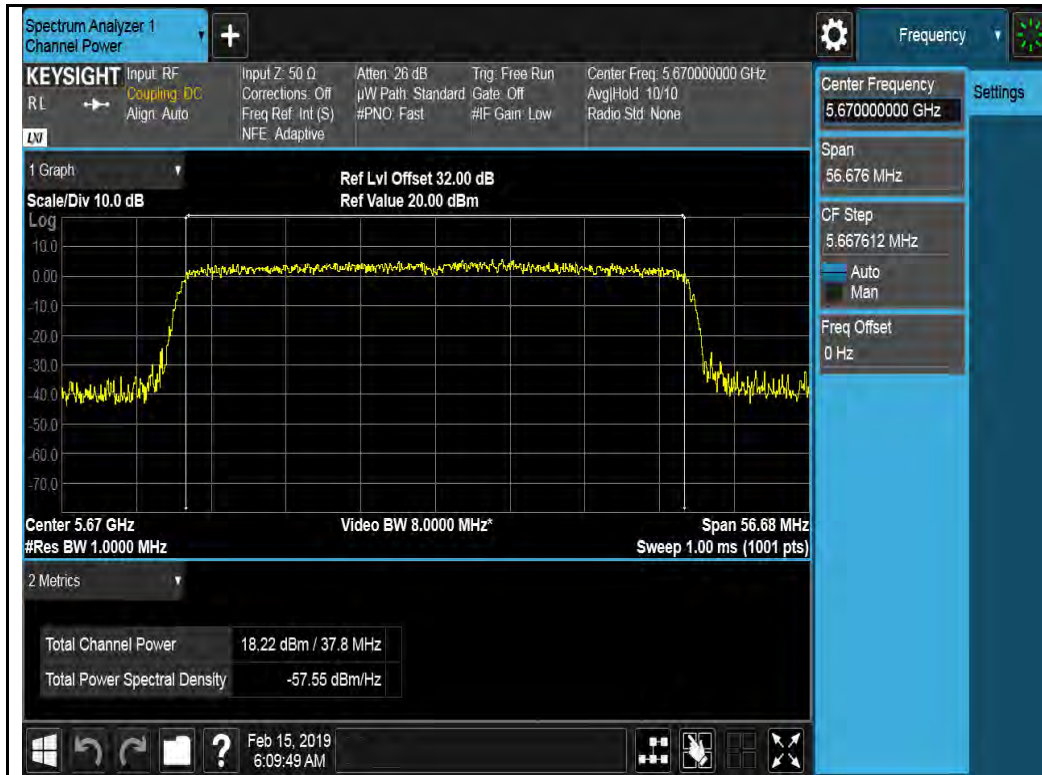 Spectrum Analyzer 1
Channel Power
+
Frequency
KEYSIGHT Input: RF Input Z: 50 Ω Atten: 26 dB Trig: Free Run Center Freq: 5.670000000 GHz
RL Coupling: DC Corrections: Off µW Path: Standard Gate: Off Avg|Hold: 10/10
Align: Auto Freq Ref: Int (S) #PNO: Fast #IF Gain: Low Radio Std: None
LXI NFE: Adaptive
Center Frequency
5.670000000 GHz
Settings
Span
56.676 MHz
CF Step
5.667612 MHz
Auto
Man
Freq Offset
0 Hz
1 Graph
Ref Lvl Offset 32.00 dB
Scale/Div 10.0 dB Ref Value 20.00 dBm
Log
10.0
0.00
-10.0
-20.0
-30.0
-40.0
-50.0
-60.0
-70.0
Center 5.67 GHz Video BW 8.0000 MHz* Span 56.68 MHz
#Res BW 1.0000 MHz Sweep 1.00 ms (1001 pts)
2 Metrics
Total Channel Power 18.22 dBm / 37.8 MHz
Total Power Spectral Density -57.55 dBm/Hz
? Feb 15, 2019
6:09:49 AM